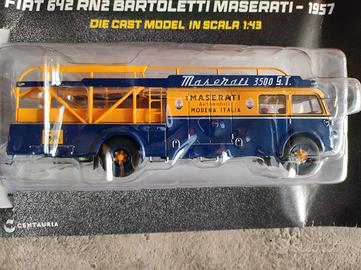 FIAT 642 RN2 BARTOLETTI MASERATI - 1957
DIE CAST MODEL IN SCALA 1:43
Maserati 3500 G.T.
MASERATI
Automobili
MODENA ITALIA
CENTAURIA
subito